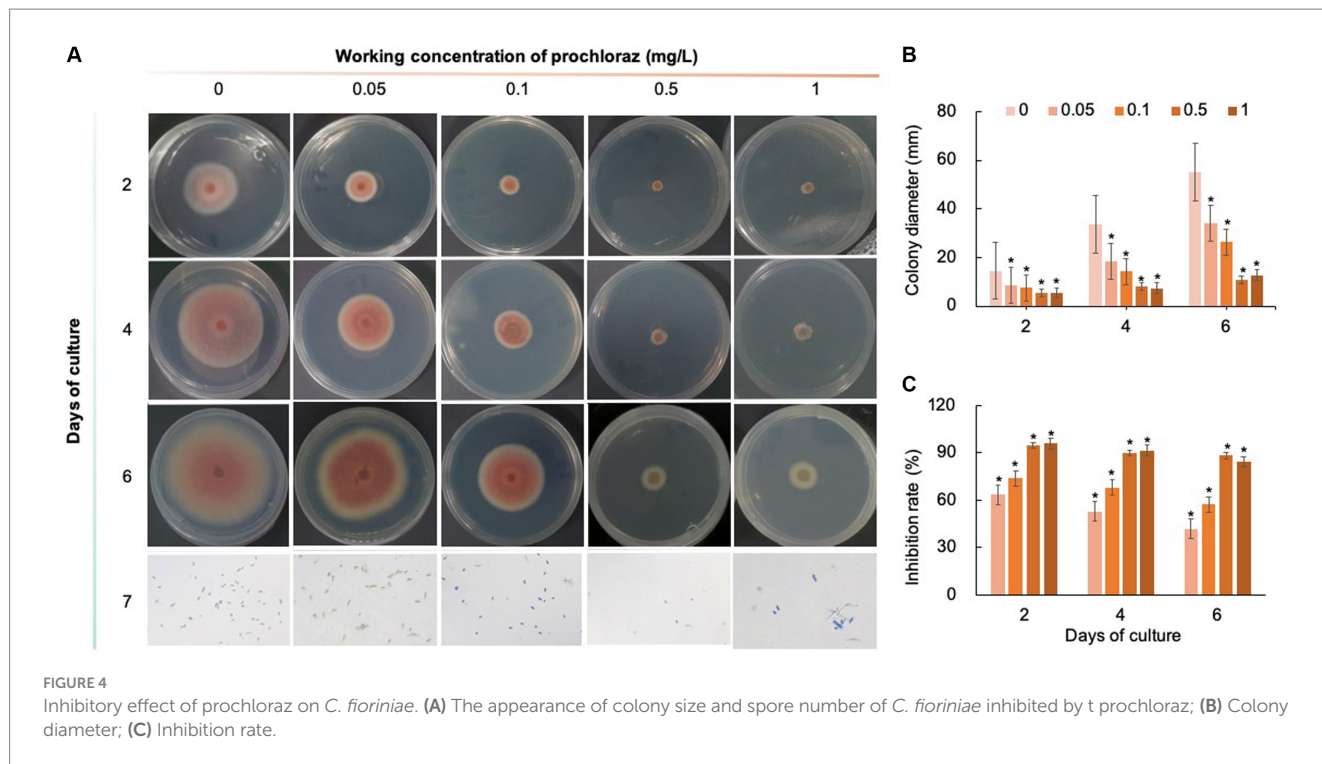 A
Working concentration of prochloraz (mg/L)
0 0.05 0.1 0.5 1
Days of culture
2
4
6
7
B
Colony diameter (mm)
80
60
40
20
0
0 0.05 0.1 0.5 1
* * * *
* * * *
* * * *
2 4 6
C
Inhibition rate (%)
120
90
60
30
0
* * * *
* * * *
* * * *
2 4 6
Days of culture
FIGURE 4
Inhibitory effect of prochloraz on C. fioriniae. (A) The appearance of colony size and spore number of C. fioriniae inhibited by t prochloraz; (B) Colony
diameter; (C) Inhibition rate.